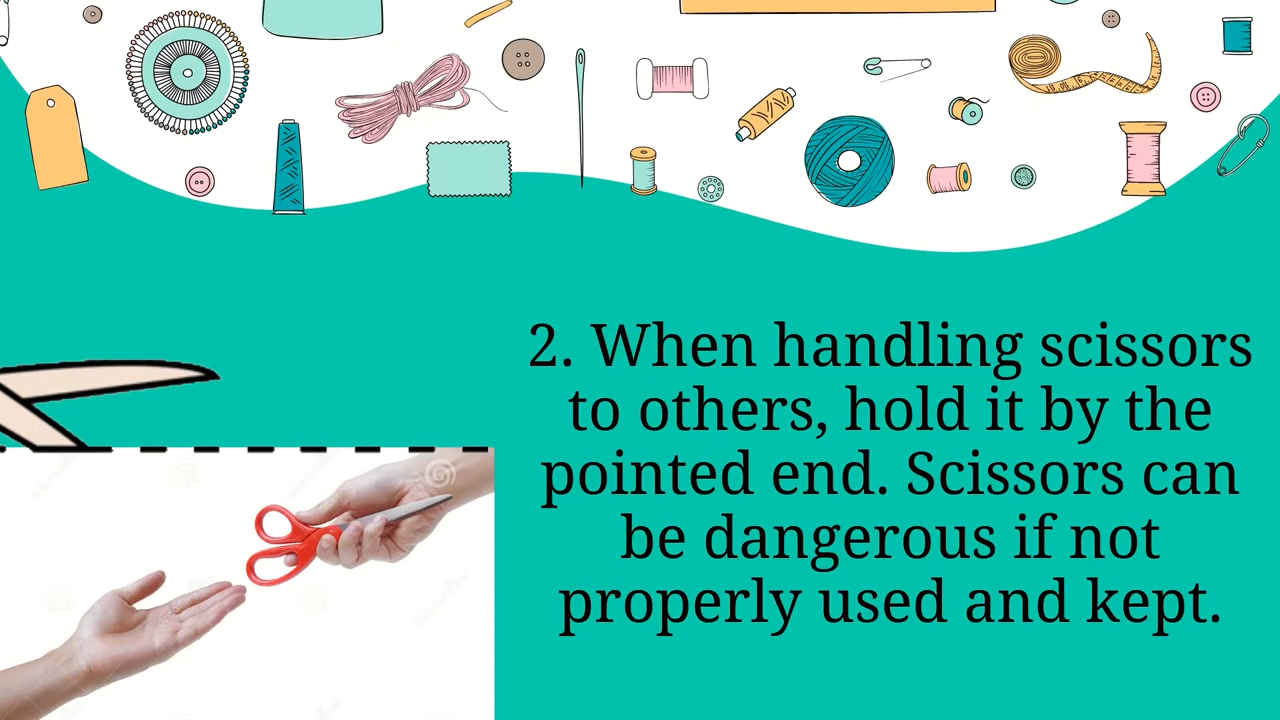 2. When handling scissors
to others, hold it by the
pointed end. Scissors can
be dangerous if not
properly used and kept.